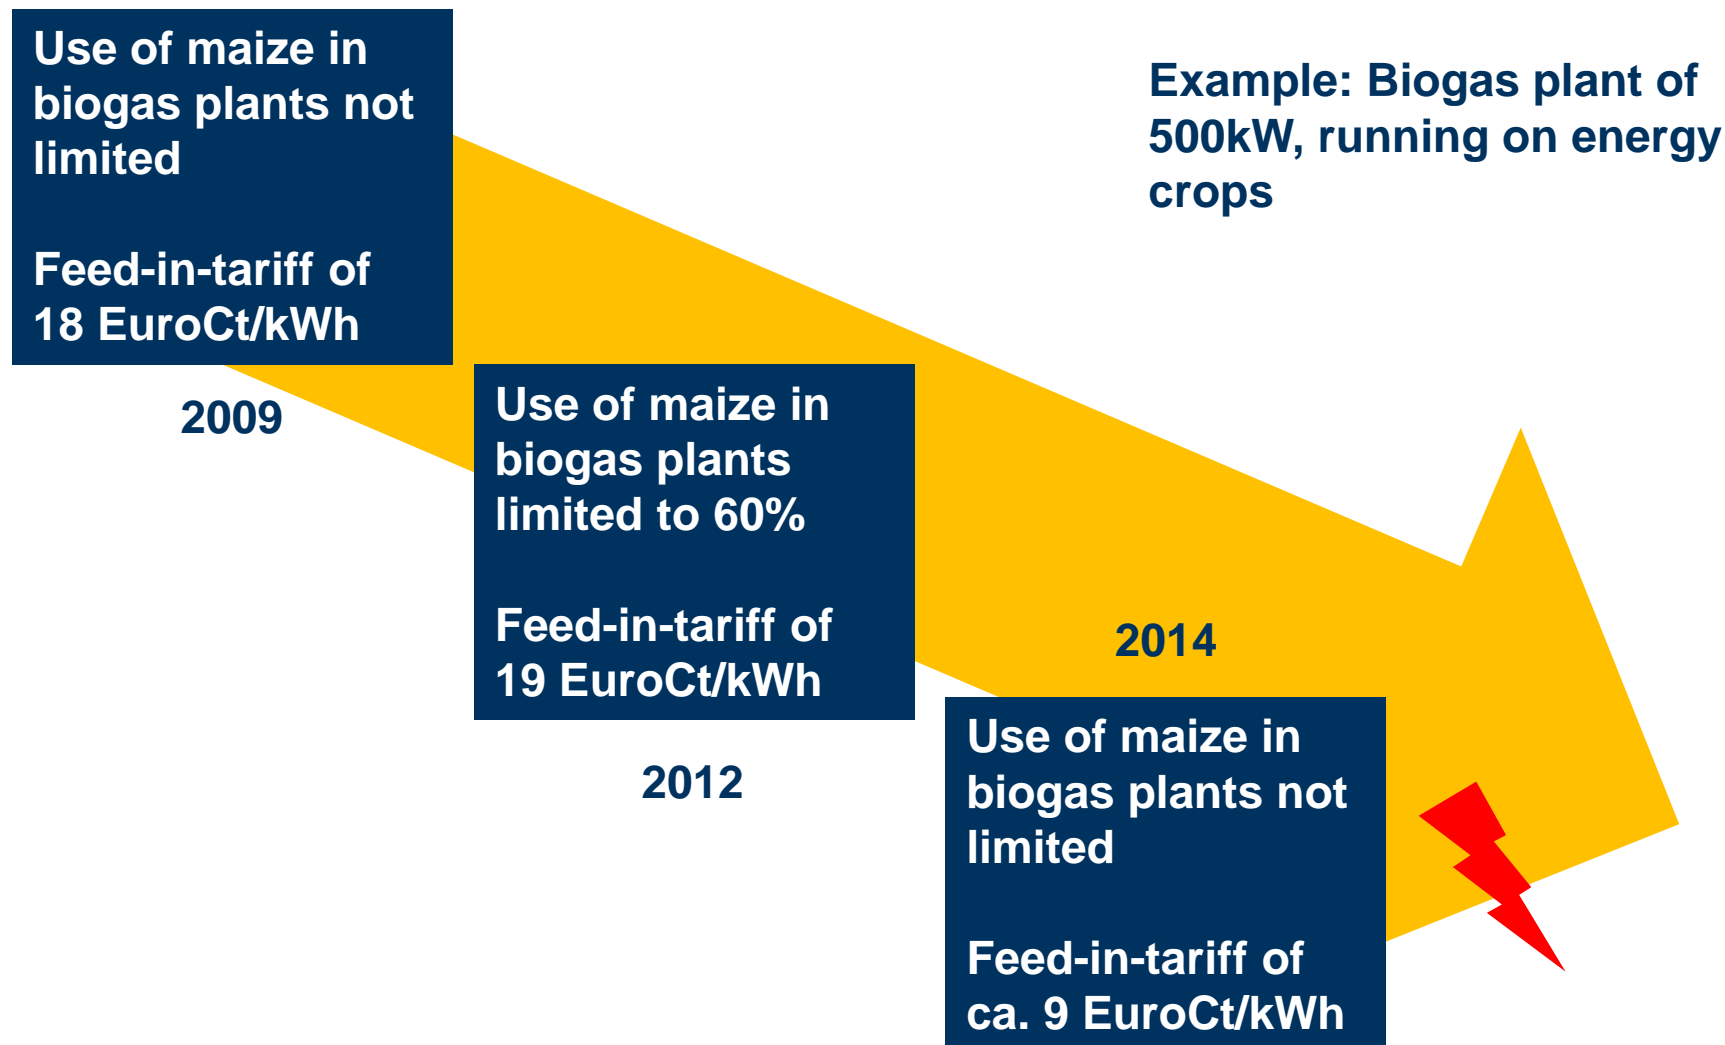 Use of maize in
biogas plants not
limited
Feed-in-tariff of
18 EuroCt/kWh
2009
Example: Biogas plant of
500kW, running on energy
crops
Use of maize in
biogas plants
limited to 60%
Feed-in-tariff of
19 EuroCt/kWh
2012
2014
Use of maize in
biogas plants not
limited
Feed-in-tariff of
ca. 9 EuroCt/kWh